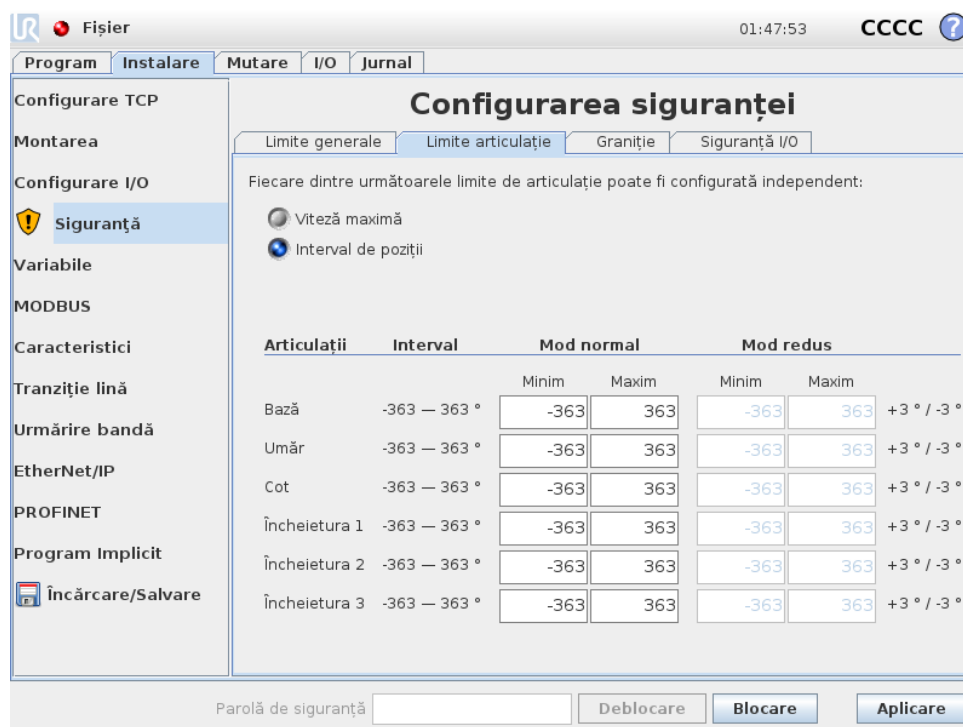 UR Fișier 01:47:53 CCCC ?
Program Instalare Mutare I/O Jurnal
Configurare TCP
Montarea
Configurare I/O
Siguranță
Variabile
MODBUS
Caracteristici
Tranziție lină
Urmărire bandă
EtherNet/IP
PROFINET
Program Implicit
Încărcare/Salvare
Configurarea siguranței
Limite generale Limite articulație Graniție Siguranță I/O
Fiecare dintre următoarele limite de articulație poate fi configurată independent:
Viteză maximă
Interval de poziții
Articulații Interval Mod normal Mod redus
Minim Maxim Minim Maxim
Bază -363 — 363 ° -363 363 -363 363 +3 ° / -3 °
Umăr -363 — 363 ° -363 363 -363 363 +3 ° / -3 °
Cot -363 — 363 ° -363 363 -363 363 +3 ° / -3 °
Încheietura 1 -363 — 363 ° -363 363 -363 363 +3 ° / -3 °
Încheietura 2 -363 — 363 ° -363 363 -363 363 +3 ° / -3 °
Încheietura 3 -363 — 363 ° -363 363 -363 363 +3 ° / -3 °
Parolă de siguranță Deblocare Blocare Aplicare